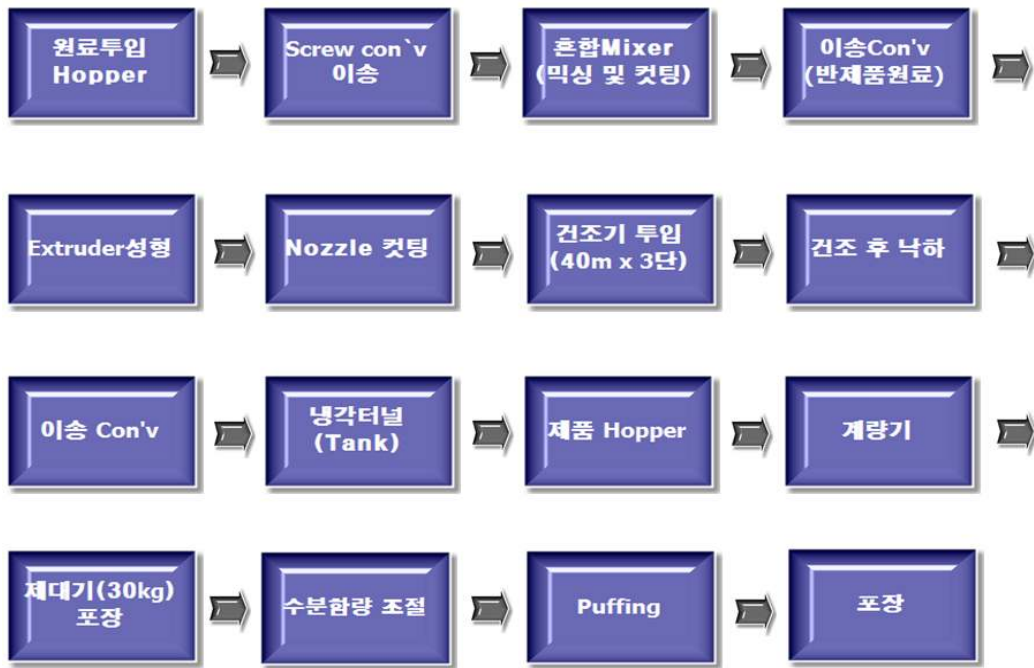 원료투입
Hopper
Screw con`v
이송
혼합Mixer
(믹싱 및 컷팅)
이송Con'v
(반제품원료)
Extruder성형
Nozzle 컷팅
건조기 투입
(40m x 3단)
건조 후 낙하
이송 Con'v
냉각터널
(Tank)
제품 Hopper
계량기
제대기(30kg)
포장
수분함량 조절
Puffing
포장